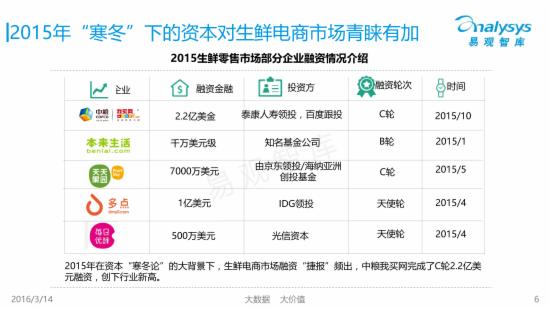 2015年“寒冬”下的资本对生鲜电商市场青睐有加
analysys
易观智库
2015生鲜零售市场部分企业融资情况介绍
企业 融资金融 投资方 融资轮次 时间
中粮 COFCO 我买网 2.2亿美金 泰康人寿领投，百度跟投 C轮 2015/10
本来生活 benlai.com 千万美元级 知名基金公司 B轮 2015/1
天天果园 7000万美元 由京东领投/海纳亚洲创投基金 C轮 2015/5
多点 dmall.com 1亿美元 IDG领投 天使轮 2015/4
每日优鲜 500万美元 光信资本 天使轮 2015/4
易观智库
2015年在资本“寒冬论”的大背景下，生鲜电商市场融资“捷报”频出，中粮我买网完成了C轮2.2亿美
元融资，创下行业新高。
2016/3/14 大数据 大价值 6